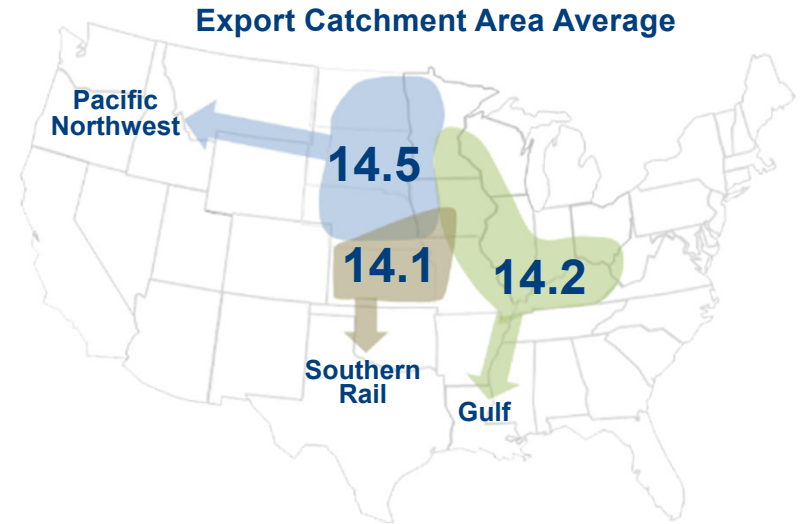 Export Catchment Area Average
Pacific
Northwest
14.5
14.1
14.2
Southern
Rail
Gulf